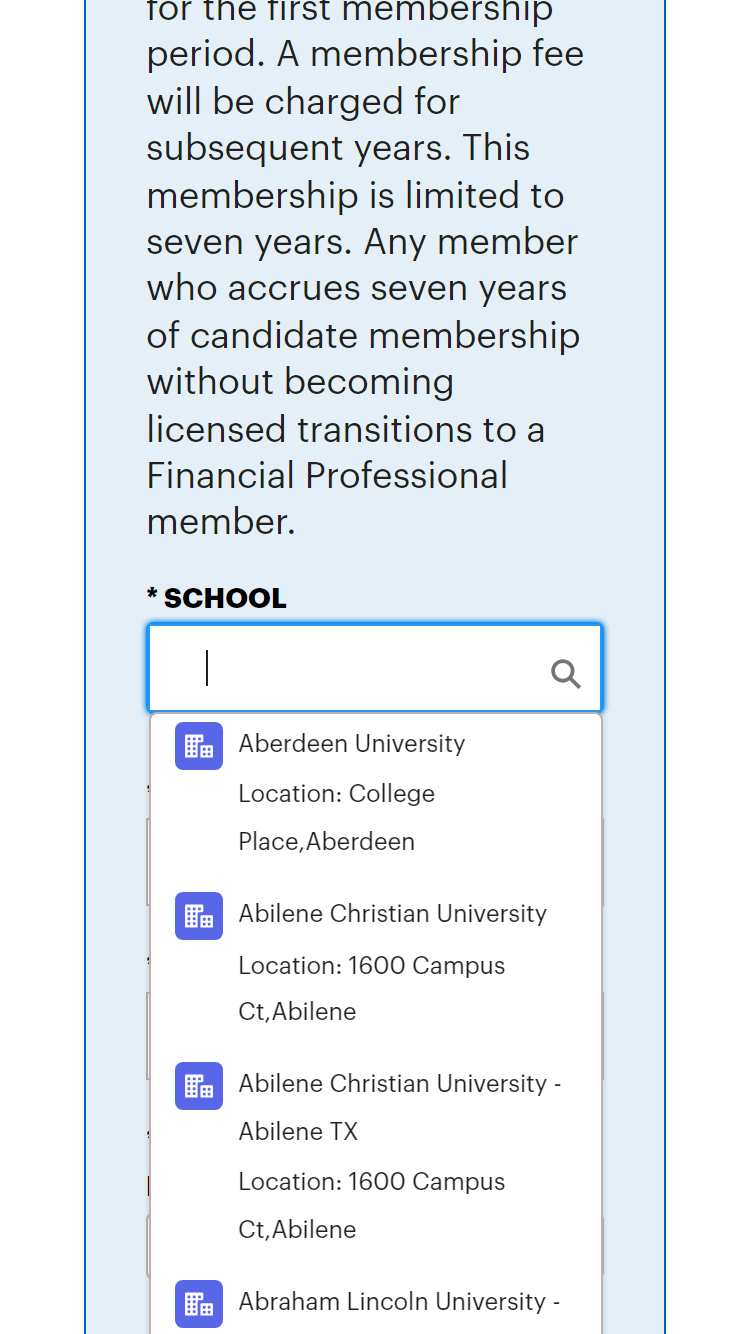 for the first membership
period. A membership fee
will be charged for
subsequent years. This
membership is limited to
seven years. Any member
who accrues seven years
of candidate membership
without becoming
licensed transitions to a
Financial Professional
member.
* SCHOOL
Aberdeen University
Location: College
Place,Aberdeen
Abilene Christian University
Location: 1600 Campus
Ct,Abilene
Abilene Christian University -
Abilene TX
Location: 1600 Campus
Ct,Abilene
Abraham Lincoln University -